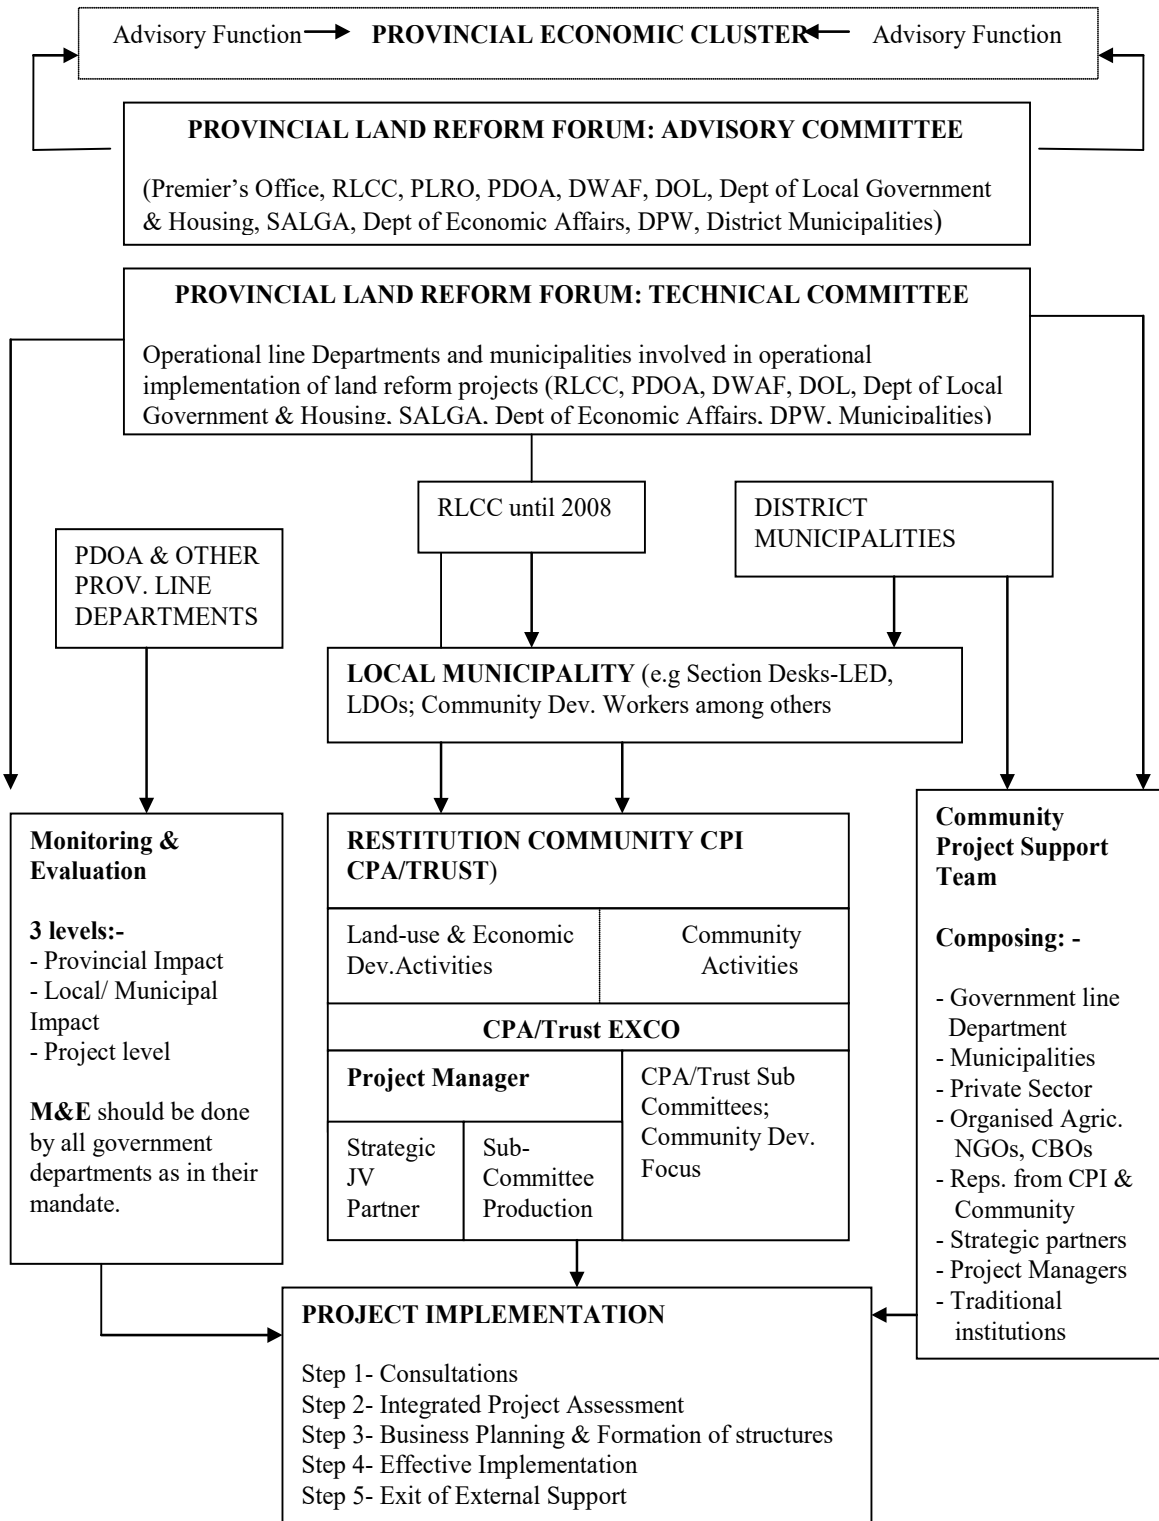 Advisory Function PROVINCIAL ECONOMIC CLUSTER Advisory Function
PROVINCIAL LAND REFORM FORUM: ADVISORY COMMITTEE
(Premier's Office, RLCC, PLRO, PDOA, DWAF, DOL, Dept of Local Government
& Housing, SALGA, Dept of Economic Affairs, DPW, District Municipalities)
PROVINCIAL LAND REFORM FORUM: TECHNICAL COMMITTEE
Operational line Departments and municipalities involved in operational
implementation of land reform projects (RLCC, PDOA, DWAF, DOL, Dept of Local
Government & Housing, SALGA, Dept of Economic Affairs, DPW, Municipalities)
RLCC until 2008
DISTRICT
MUNICIPALITIES
PDOA & OTHER
PROV. LINE
DEPARTMENTS
LOCAL MUNICIPALITY (e.g Section Desks-LED,
LDOs; Community Dev. Workers among others
Monitoring &
Evaluation
3 levels:-
- Provincial Impact
- Local/ Municipal
Impact
- Project level
M&E should be done
by all government
departments as in their
mandate.
RESTITUTION COMMUNITY CPI
CPA/TRUST)
Land-use & Economic
Dev.Activities
Community
Activities
CPA/Trust EXCO
Project Manager
Strategic
JV
Partner
Sub-
Committee
Production
CPA/Trust Sub
Committees;
Community Dev.
Focus
Community
Project Support
Team
Composing: -
- Government line
Department
- Municipalities
- Private Sector
- Organised Agric.
NGOs, CBOs
- Reps. from CPI &
Community
- Strategic partners
- Project Managers
- Traditional
institutions
PROJECT IMPLEMENTATION
Step 1- Consultations
Step 2- Integrated Project Assessment
Step 3- Business Planning & Formation of structures
Step 4- Effective Implementation
Step 5- Exit of External Support